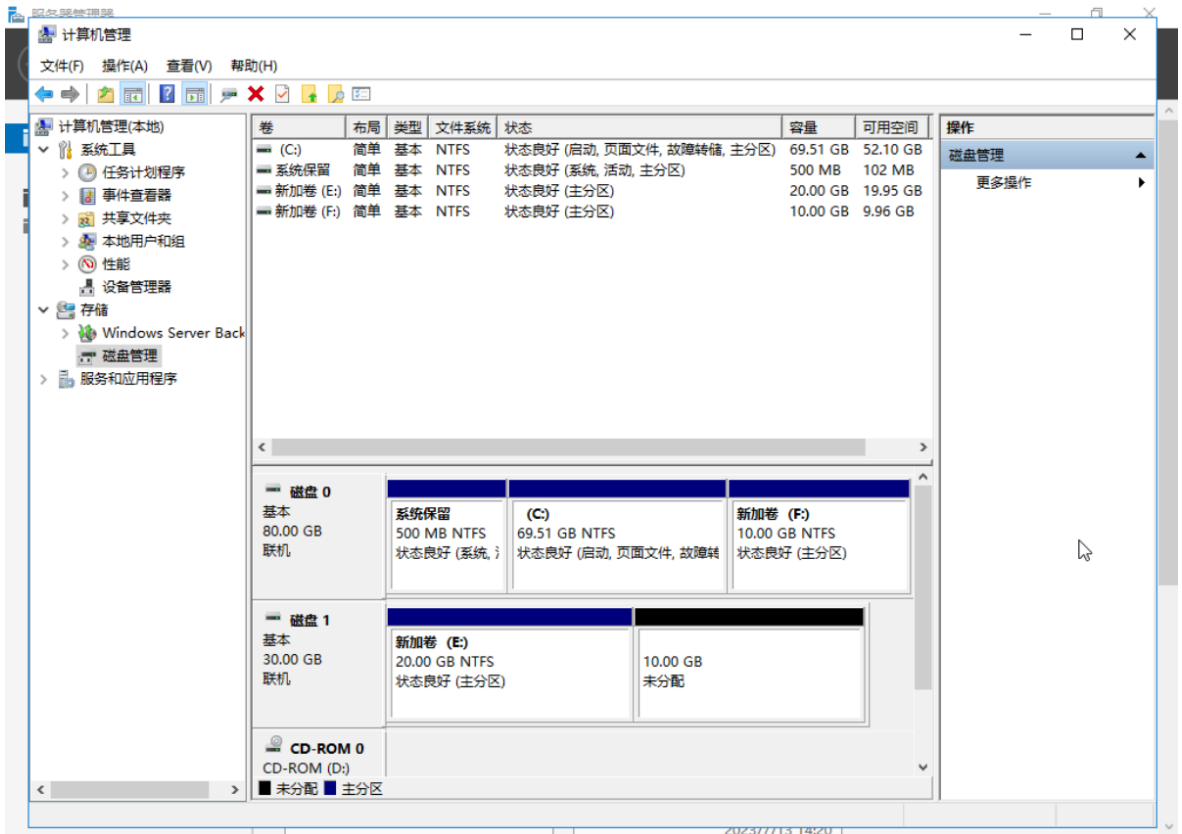 服务器管理器
计算机管理
文件(F) 操作(A) 查看(V) 帮助(H)
计算机管理(本地)
系统工具
任务计划程序
事件查看器
共享文件夹
本地用户和组
性能
设备管理器
存储
Windows Server Back
磁盘管理
服务和应用程序
卷 布局 类型 文件系统 状态 容量 可用空间
(C:) 简单 基本 NTFS 状态良好 (启动, 页面文件, 故障转储, 主分区) 69.51 GB 52.10 GB
系统保留 简单 基本 NTFS 状态良好 (系统, 活动, 主分区) 500 MB 102 MB
新加卷 (E:) 简单 基本 NTFS 状态良好 (主分区) 20.00 GB 19.95 GB
新加卷 (F:) 简单 基本 NTFS 状态良好 (主分区) 10.00 GB 9.96 GB
磁盘 0
基本
80.00 GB
联机
系统保留
500 MB NTFS
状态良好 (系统,
(C:)
69.51 GB NTFS
状态良好 (启动, 页面文件, 故障转
新加卷 (F:)
10.00 GB NTFS
状态良好 (主分区)
磁盘 1
基本
30.00 GB
联机
新加卷 (E:)
20.00 GB NTFS
状态良好 (主分区)
10.00 GB
未分配
CD-ROM 0
CD-ROM (D:)
未分配 主分区
操作
磁盘管理
更多操作
2023/7/13 14:20